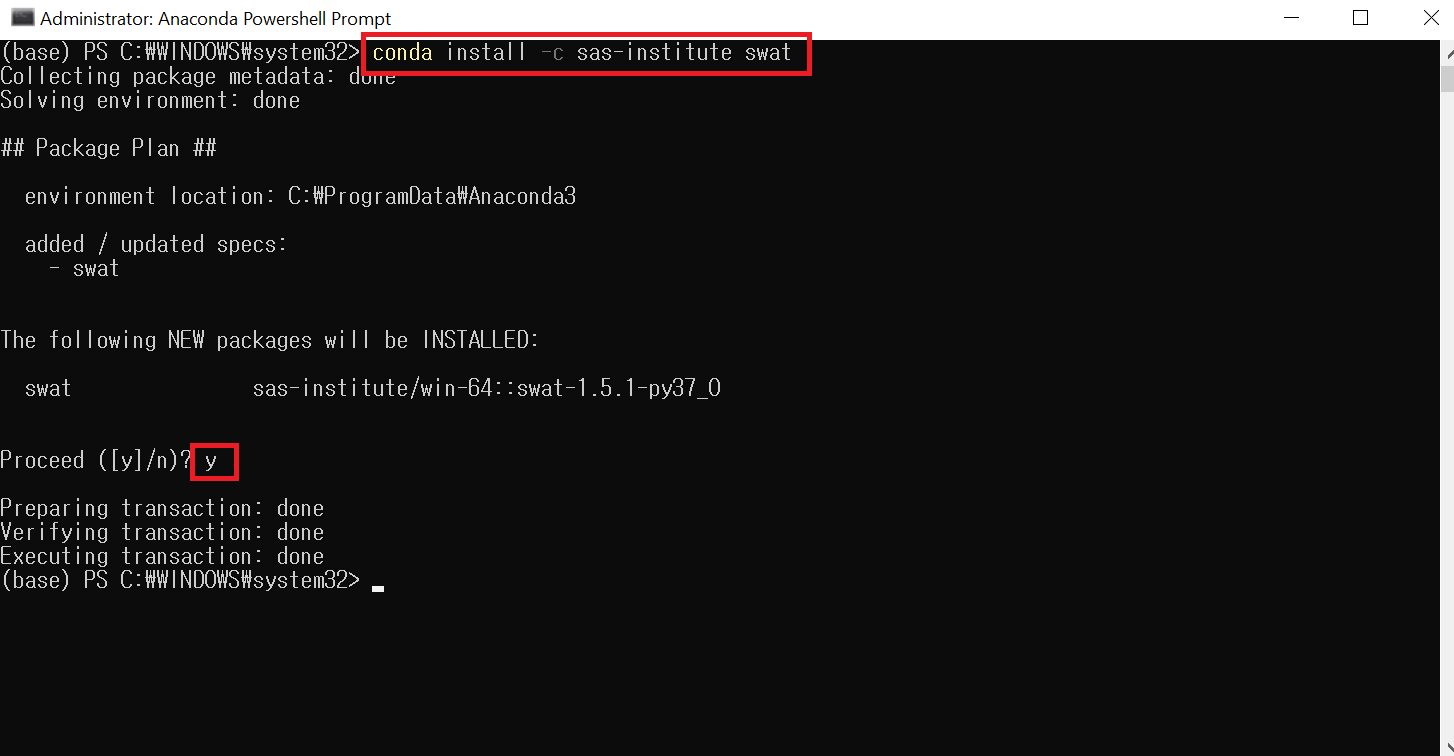 Administrator: Anaconda Powershell Prompt
(base) PS C:₩WINDOWS₩system32> conda install -c sas-institute swat
Collecting package metadata: done
Solving environment: done
## Package Plan ##
environment location: C:₩ProgramData₩Anaconda3
added / updated specs:
- swat
The following NEW packages will be INSTALLED:
swat sas-institute/win-64::swat-1.5.1-py37_0
Proceed ([y]/n)? y
Preparing transaction: done
Verifying transaction: done
Executing transaction: done
(base) PS C:₩WINDOWS₩system32>